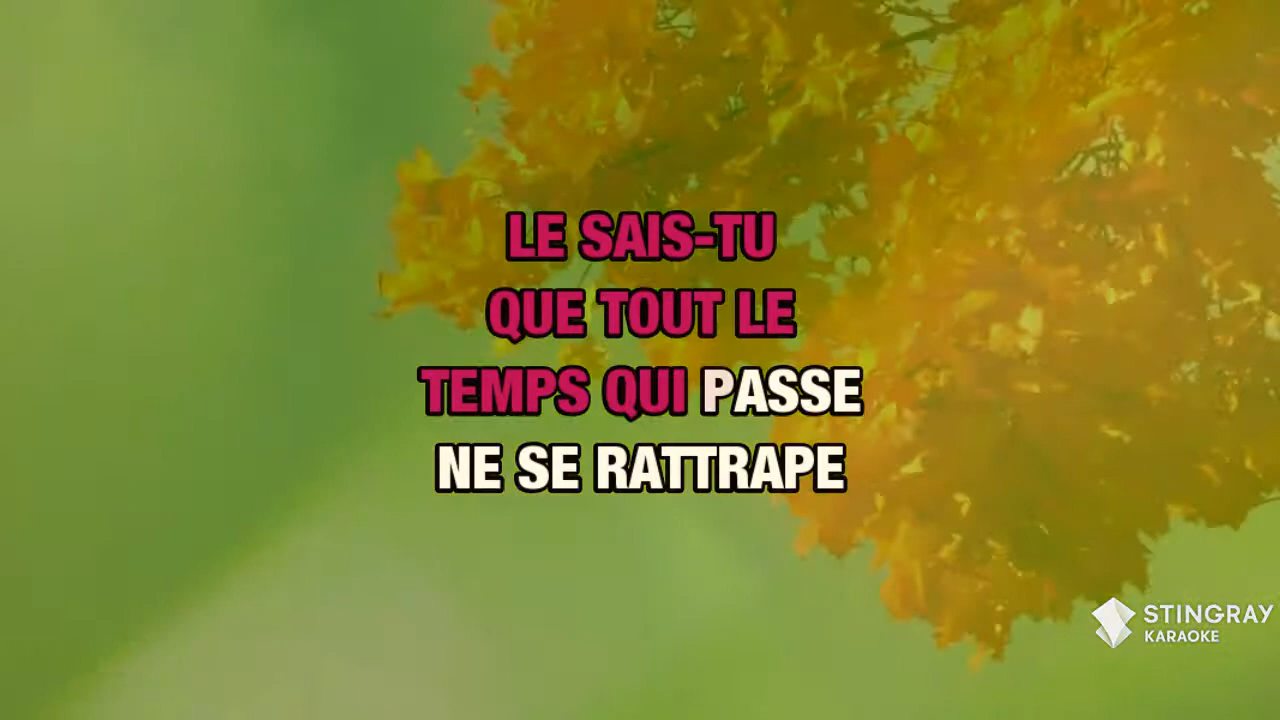 LE SAIS-TU
QUE TOUT LE
TEMPS QUI PASSE
NE SE RATTRAPE
STINGRAY
KARAOKE